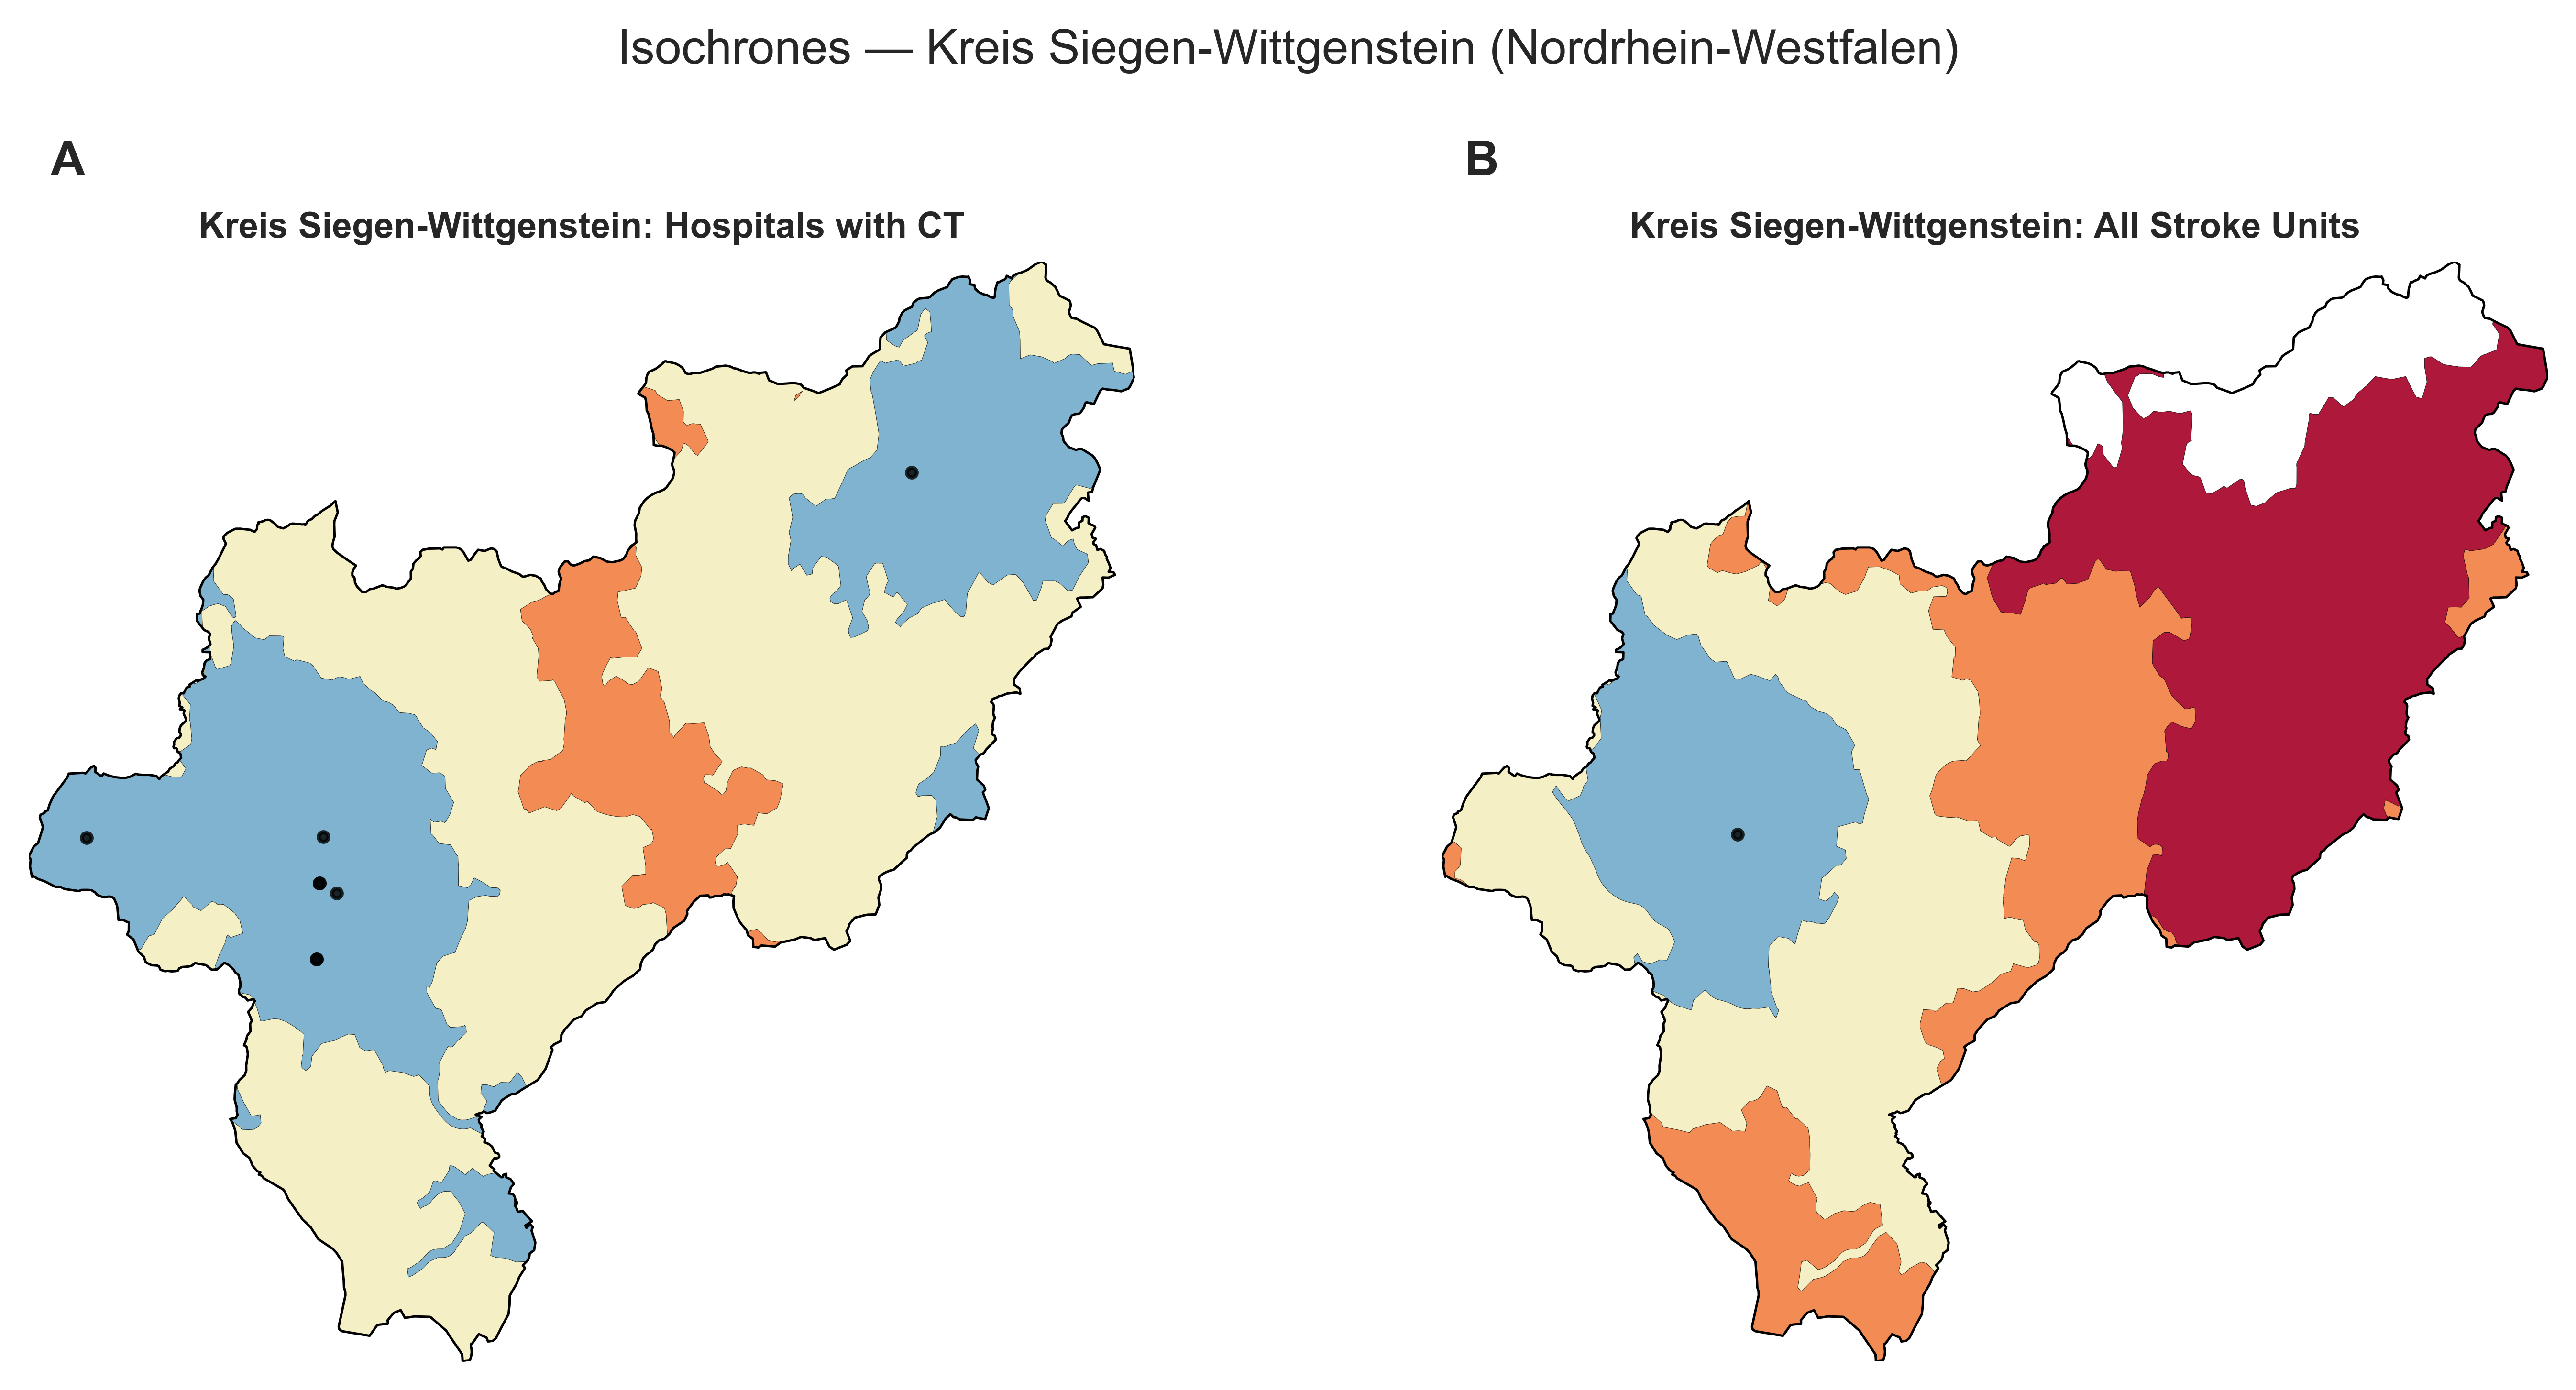 Isochrones — Kreis Siegen-Wittgenstein (Nordrhein-Westfalen)
A
B
Kreis Siegen-Wittgenstein: Hospitals with CT
Kreis Siegen-Wittgenstein: All Stroke Units